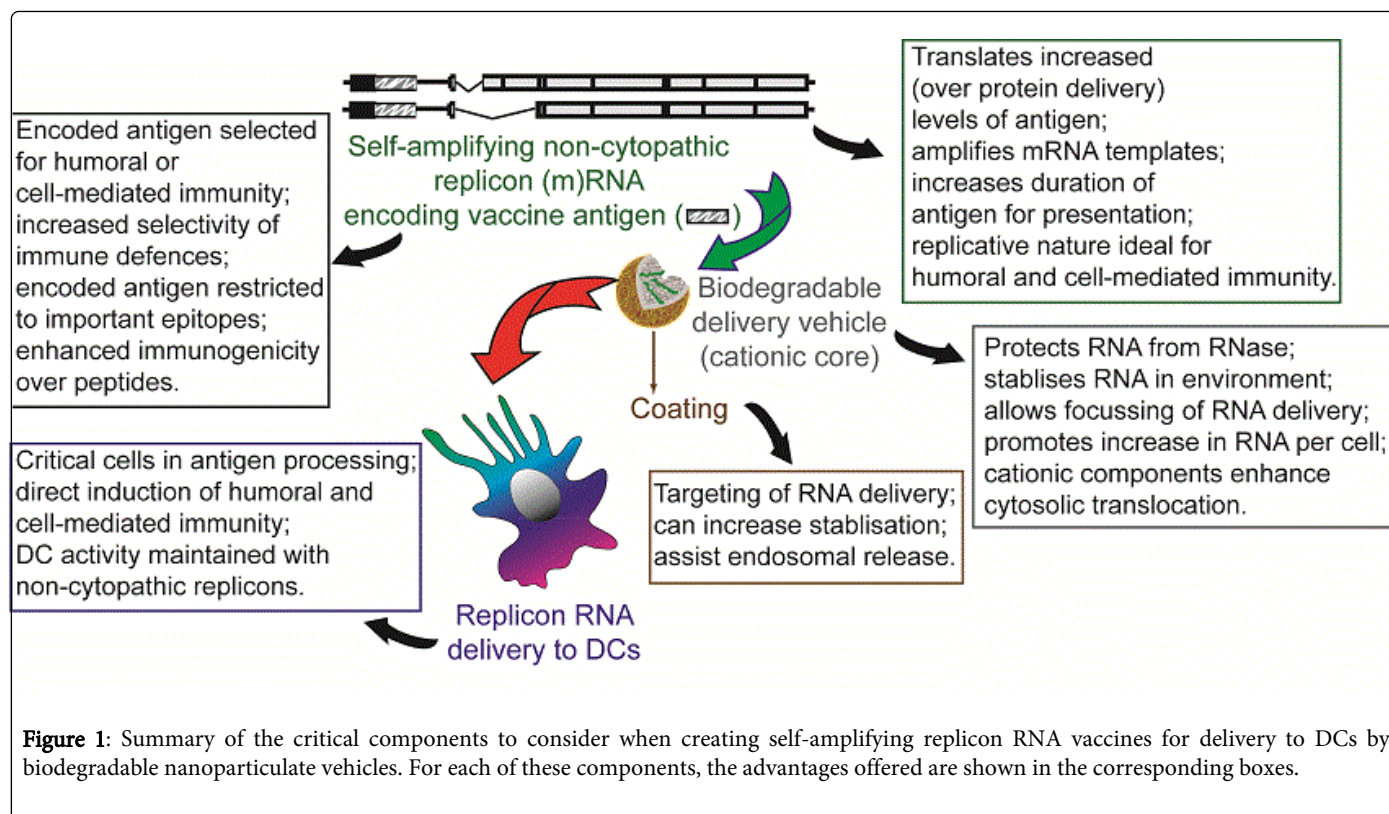 Self-amplifying non-cytopathic
replicon (m)RNA
encoding vaccine antigen ( )
Encoded antigen selected
for humoral or
cell-mediated immunity;
increased selectivity of
immune defences;
encoded antigen restricted
to important epitopes;
enhanced immunogenicity
over peptides.
Translates increased
(over protein delivery)
levels of antigen;
amplifies mRNA templates;
increases duration of
antigen for presentation;
replicative nature ideal for
humoral and cell-mediated immunity.
Biodegradable
delivery vehicle
(cationic core)
Protects RNA from RNase;
stablises RNA in environment;
allows focussing of RNA delivery;
promotes increase in RNA per cell;
cationic components enhance
cytosolic translocation.
Coating
Targeting of RNA delivery;
can increase stablisation;
assist endosomal release.
Critical cells in antigen processing;
direct induction of humoral and
cell-mediated immunity;
DC activity maintained with
non-cytopathic replicons.
Replicon RNA
delivery to DCs
Figure 1: Summary of the critical components to consider when creating self-amplifying replicon RNA vaccines for delivery to DCs by
biodegradable nanoparticulate vehicles. For each of these components, the advantages offered are shown in the corresponding boxes.